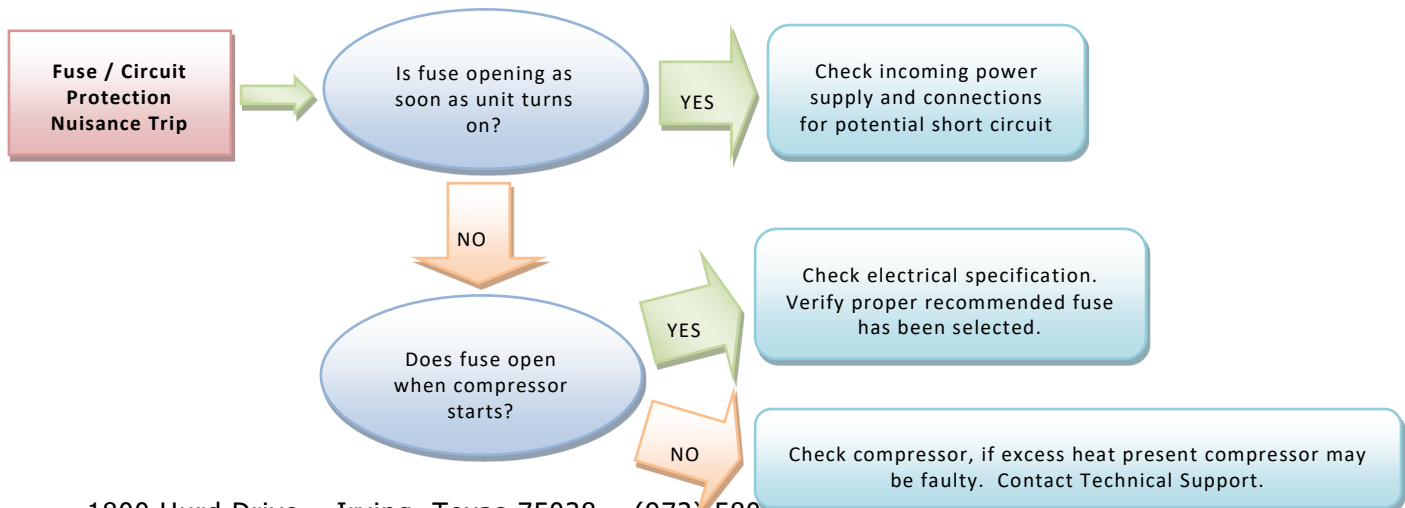 Fuse / Circuit
Protection
Nuisance Trip
Is fuse opening as
soon as unit turns
on?
YES
Check incoming power
supply and connections
for potential short circuit
NO
Does fuse open
when compressor
starts?
YES
Check electrical specification.
Verify proper recommended fuse
has been selected.
NO
Check compressor, if excess heat present compressor may
be faulty.  Contact Technical Support.
1800 Hurd Drive Irving, Texas 75038 (972) 580